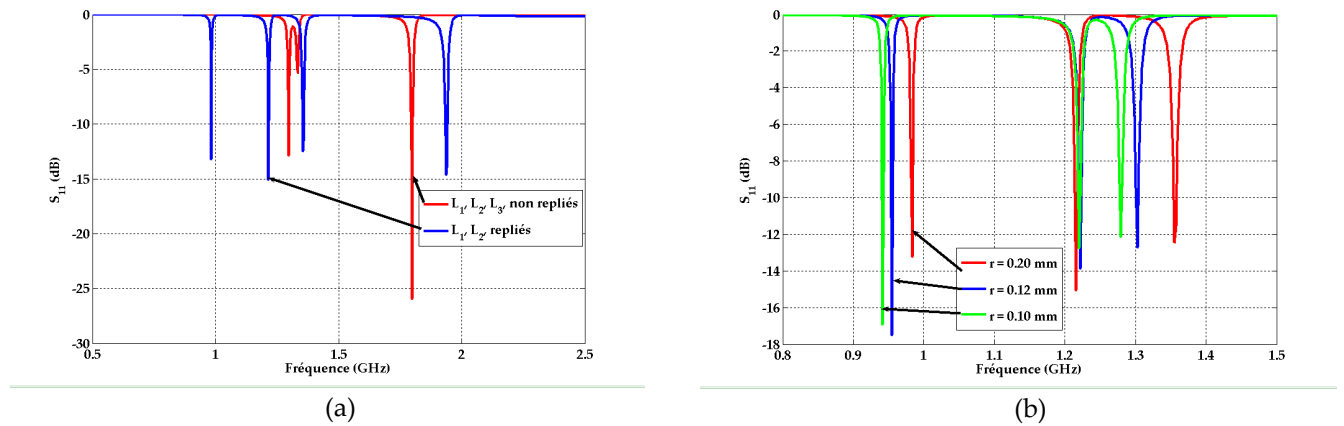 0
-5
-10
-15
-20
-25
-30
S11 (dB)
0.5 1 1.5 2 2.5
Fréquence (GHz)
L1, L2, L3, non repliés
L1, L2, repliés
(a)
0
-2
-4
-6
-8
-10
-12
-14
-16
-18
S11 (dB)
0.8 0.9 1 1.1 1.2 1.3 1.4 1.5
Fréquence (GHz)
r = 0.20 mm
r = 0.12 mm
r = 0.10 mm
(b)